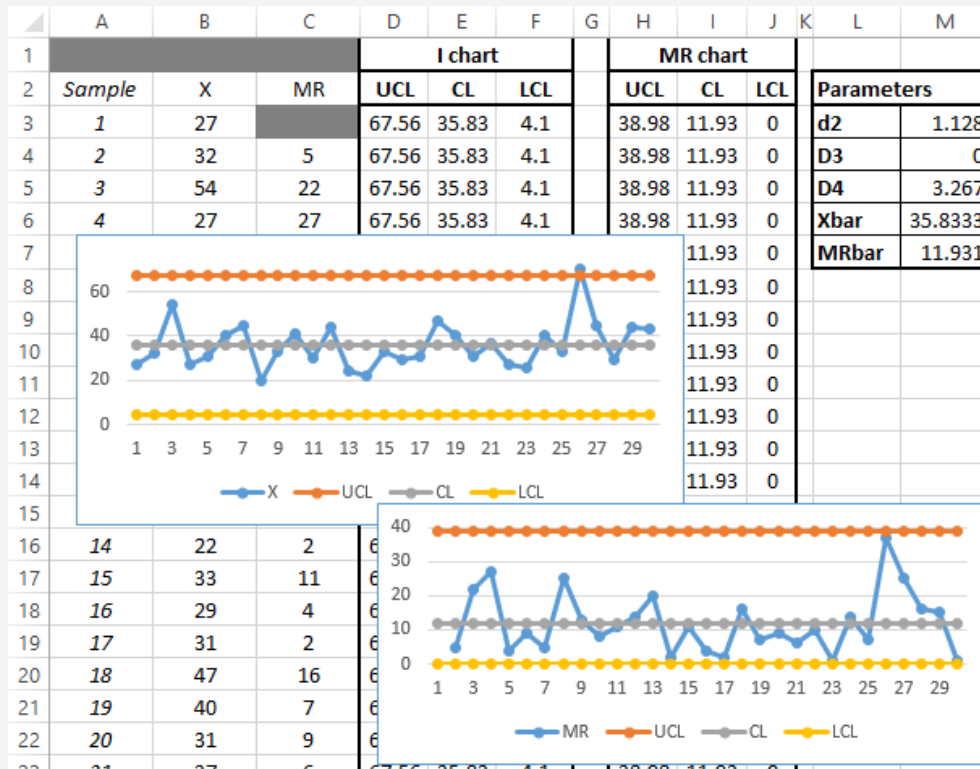 A B C D E F G H I J K L M
1 I chart MR chart
2 Sample X MR UCL CL LCL UCL CL LCL Parameters
3 1 27 67.56 35.83 4.1 38.98 11.93 0 d2 1.128
4 2 32 5 67.56 35.83 4.1 38.98 11.93 0 D3 0
5 3 54 22 67.56 35.83 4.1 38.98 11.93 0 D4 3.267
6 4 27 27 67.56 35.83 4.1 38.98 11.93 0 Xbar 35.8333
7 11.93 0 MRbar 11.931
8 11.93 0
9 11.93 0
10 11.93 0
11 11.93 0
12 11.93 0
13 11.93 0
14 11.93 0
15
60
40
20
0
1 3 5 7 9 11 13 15 17 19 21 23 25 27 29
X UCL CL LCL
16 14 22 2 6
17 15 33 11 6
18 16 29 4 6
19 17 31 2 6
20 18 47 16 6
21 19 40 7 6
22 20 31 9 6
40
30
20
10
0
1 3 5 7 9 11 13 15 17 19 21 23 25 27 29
MR UCL CL LCL